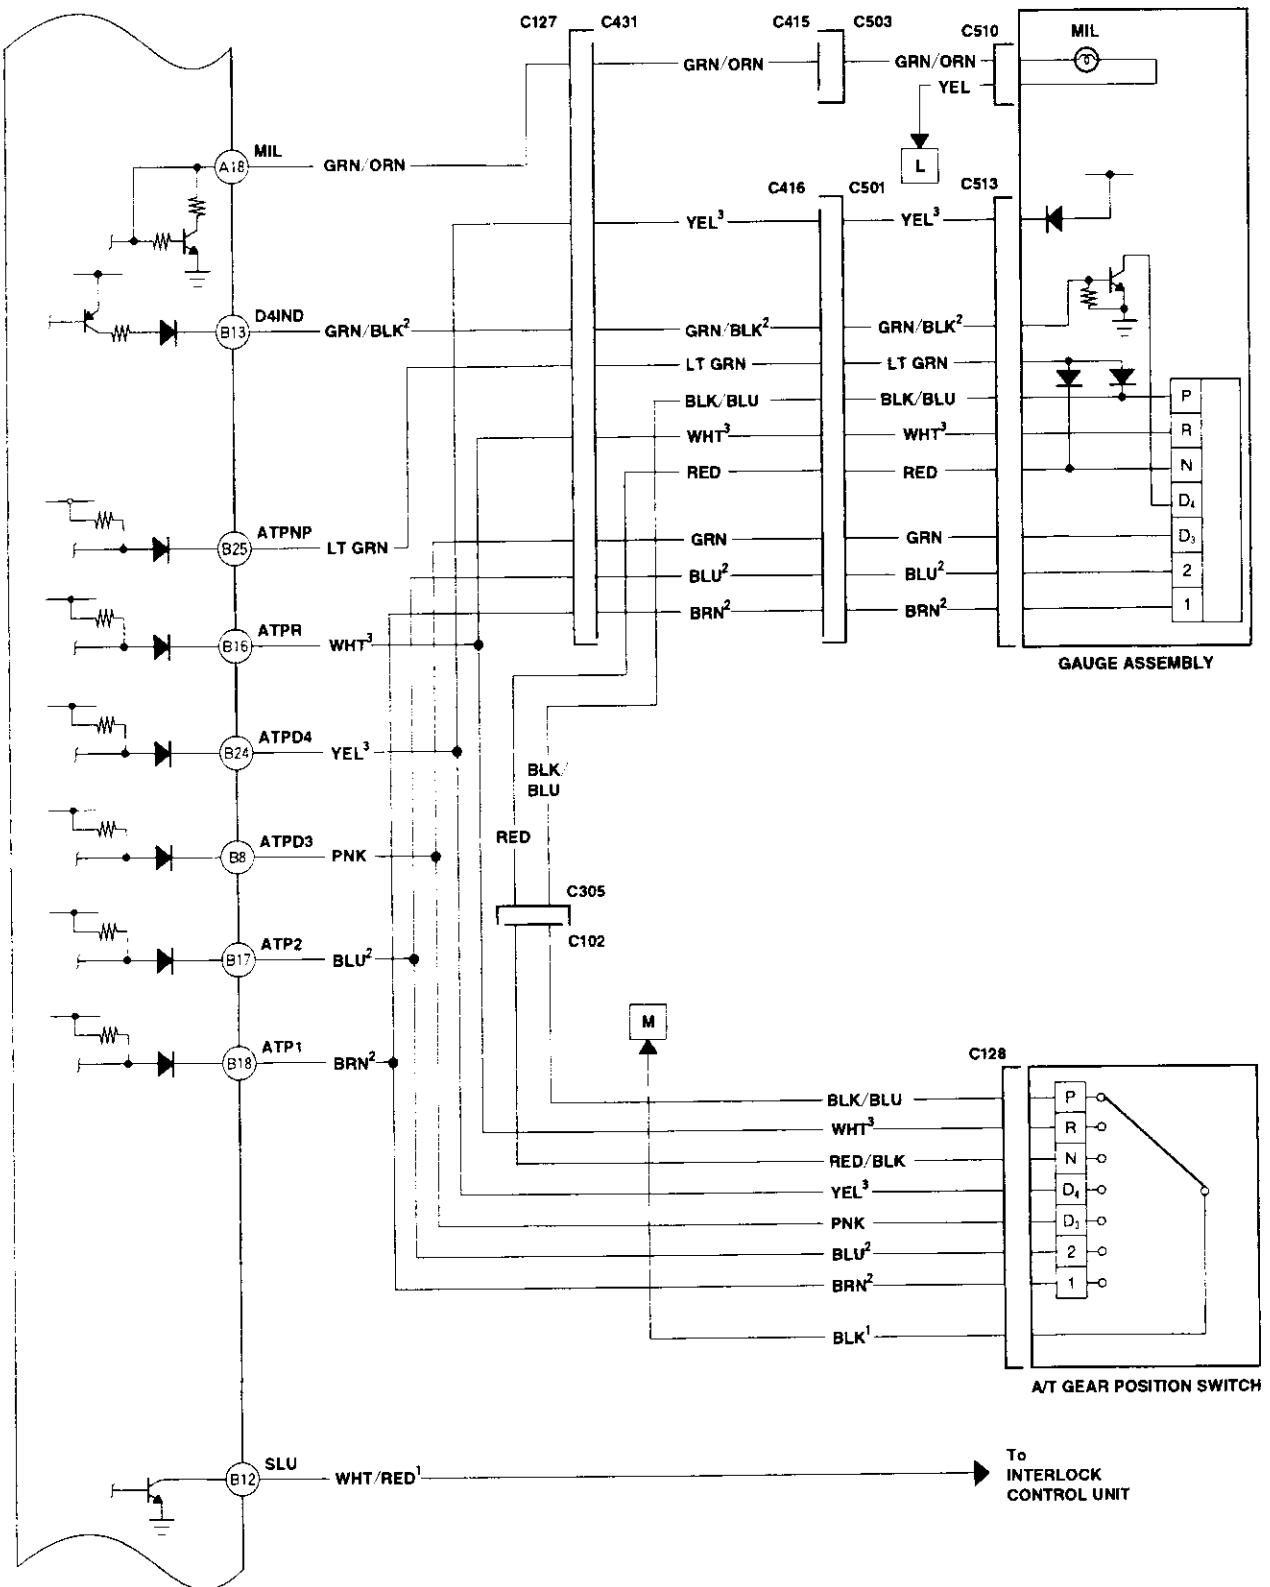 C127 C431 C415 C503 C510 MIL
GRN/ORN GRN/ORN
YEL
L
A18 MIL GRN/ORN
C416 C501 C513
YEL³ YEL³
B13 D4IND GRN/BLK² GRN/BLK² GRN/BLK²
LT GRN LT GRN
BLK/BLU BLK/BLU P
WHT³ WHT³ R
RED RED N
D₄
B25 ATPNP LT GRN GRN GRN D₃
BLU² BLU² 2
BRN² BRN² 1
B16 ATPR WHT³
GAUGE ASSEMBLY
B24 ATPD4 YEL³
BLK/
BLU
RED
B8 ATPD3 PNK
C305
C102
B17 ATP2 BLU²
M
B18 ATP1 BRN²
C128
BLK/BLU P
WHT³ R
RED/BLK N
YEL³ D₄
PNK D₃
BLU² 2
BRN² 1
BLK¹
A/T GEAR POSITION SWITCH
B12 SLU WHT/RED¹
To
INTERLOCK
CONTROL UNIT